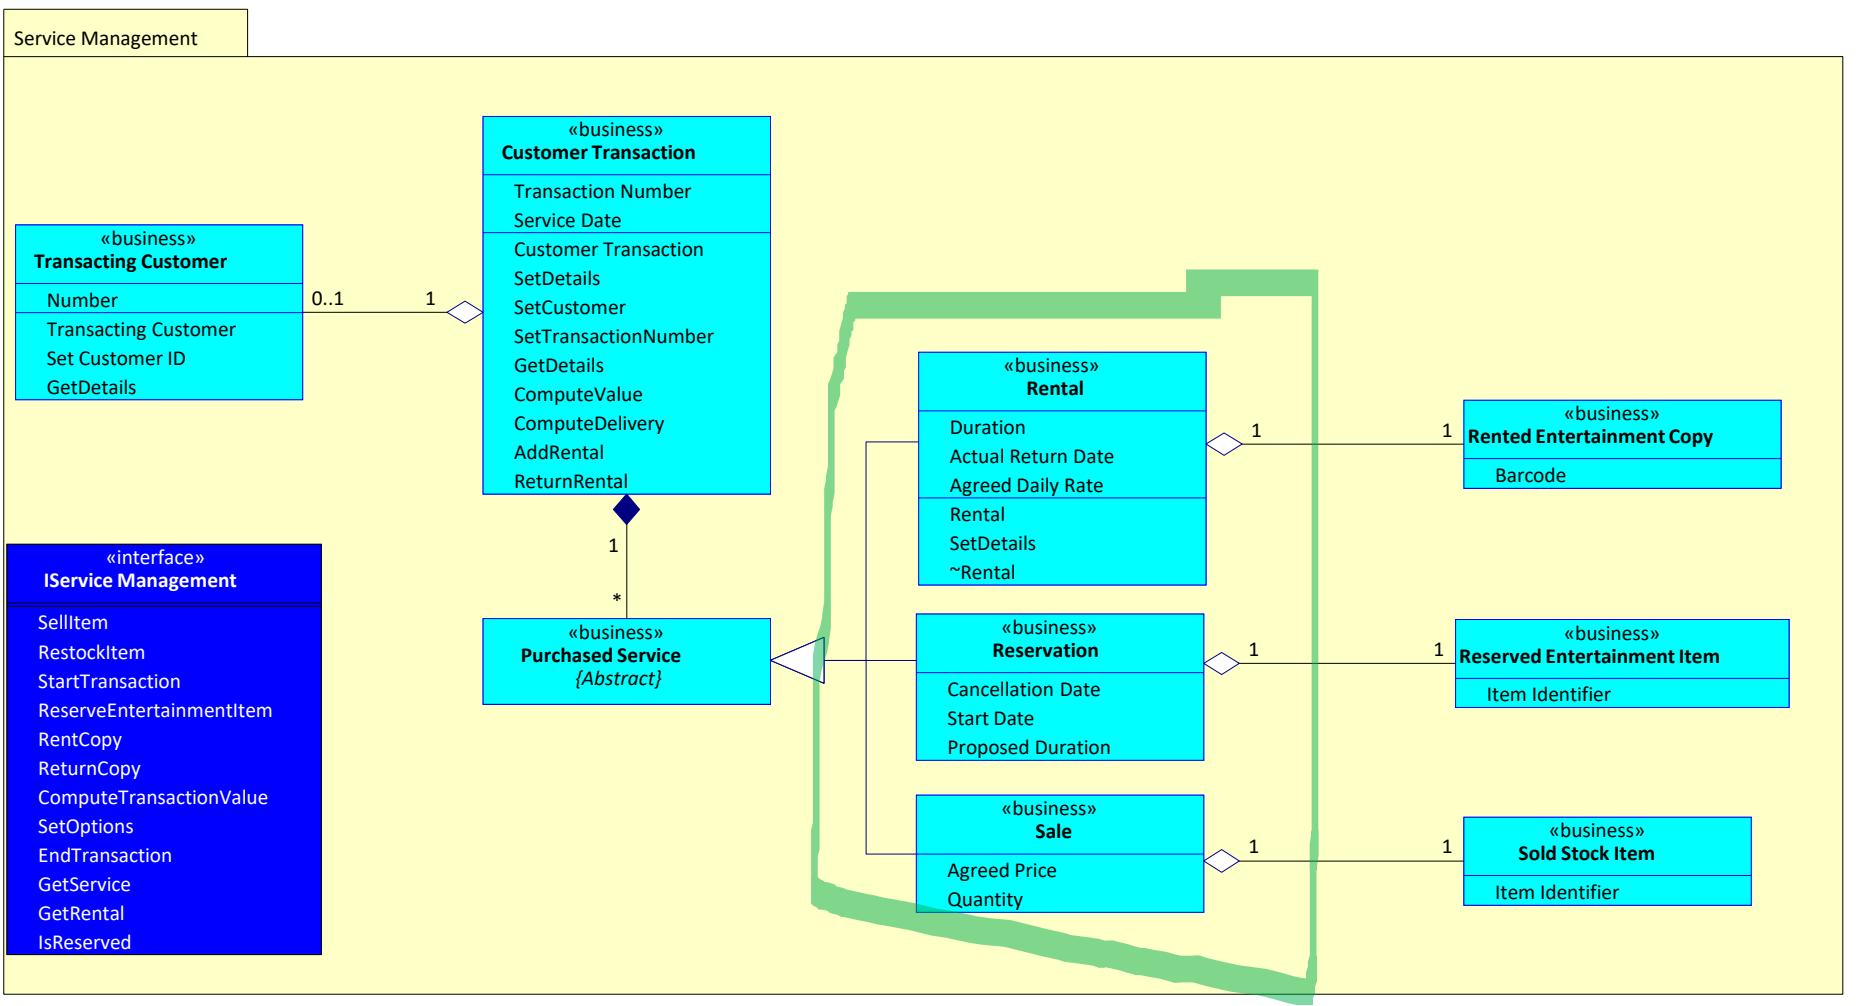 Service Management
«business»
Customer Transaction
Transaction Number
Service Date
Customer Transaction
SetDetails
SetCustomer
SetTransactionNumber
GetDetails
ComputeValue
ComputeDelivery
AddRental
ReturnRental
«business»
Transacting Customer
Number
Transacting Customer
Set Customer ID
GetDetails
0..1
1
1
*
«interface»
IService Management
SellItem
RestockItem
StartTransaction
ReserveEntertainmentItem
RentCopy
ReturnCopy
ComputeTransactionValue
SetOptions
EndTransaction
GetService
GetRental
IsReserved
«business»
Purchased Service
{Abstract}
«business»
Rental
Duration
Actual Return Date
Agreed Daily Rate
Rental
SetDetails
~Rental
1
1
«business»
Rented Entertainment Copy
Barcode
«business»
Reservation
Cancellation Date
Start Date
Proposed Duration
1
1
«business»
Reserved Entertainment Item
Item Identifier
«business»
Sale
Agreed Price
Quantity
1
1
«business»
Sold Stock Item
Item Identifier